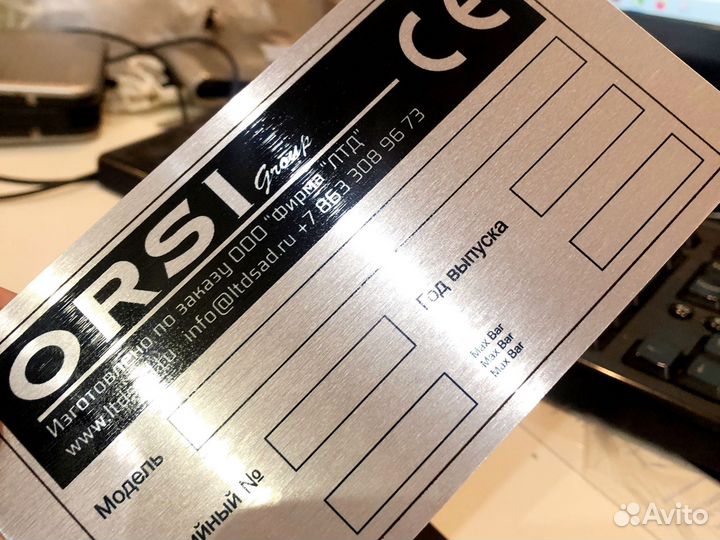 ORSI Group CE
Изготовлено по заказу ООО "Фирма "ЛТД"
info@ltdsad.ru +7 863 308 96 73
Модель
Год выпуска
№
Max Bar
Max Bar
Max Bar
Avito